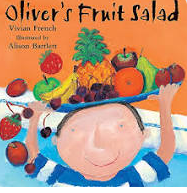 Oliver's Fruit Salad
Vivian French
Illustrated by
Alison Bartlett